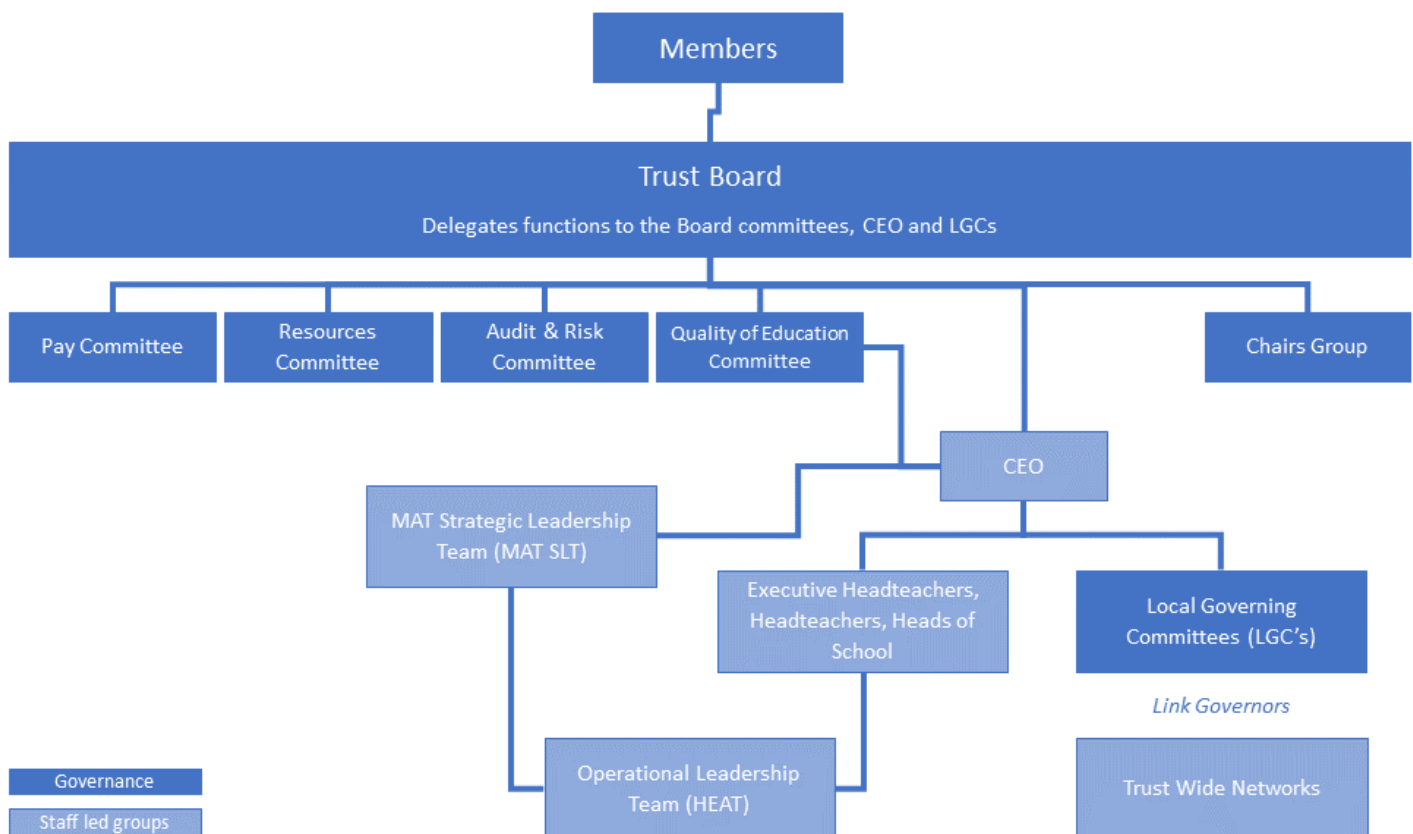 Members
Trust Board
Delegates functions to the Board committees, CEO and LGCs
Pay Committee
Resources
Committee
Audit & Risk
Committee
Quality of Education
Committee
Chairs Group
CEO
MAT Strategic Leadership
Team (MAT SLT)
Executive Headteachers,
Headteachers, Heads of
School
Local Governing
Committees (LGC’s)
Link Governors
Operational Leadership
Team (HEAT)
Trust Wide Networks
Governance
Staff led groups